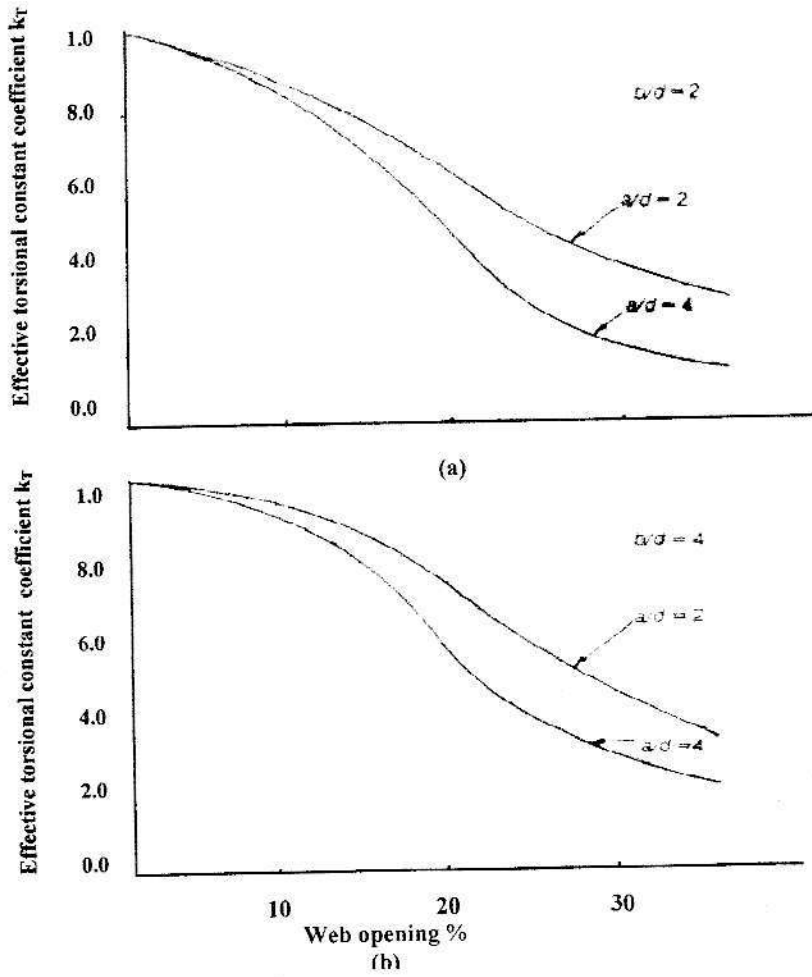 Effective torsional constant coefficient kT
1.0
8.0
6.0
4.0
2.0
0.0
b/d = 2
a/d = 2
a/d = 4
(a)
Effective torsional constant coefficient kT
1.0
8.0
6.0
4.0
2.0
0.0
b/d = 4
a/d = 2
a/d = 4
10 20 30
Web opening %
(b)